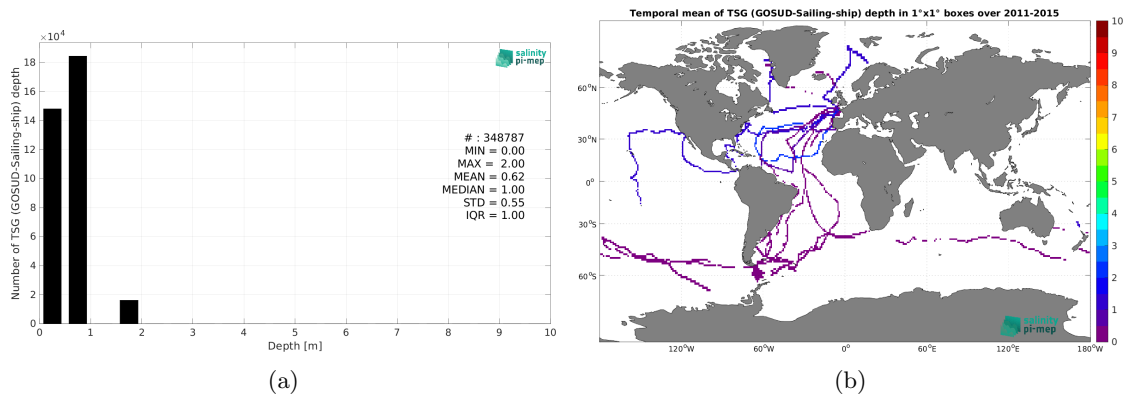 ×10⁴
18
16
14
12
10
8
6
4
2
0
Number of TSG (GOSUD-Sailing-ship) depth
salinity
pi-mep
# : 348787
MIN = 0.00
MAX = 2.00
MEAN = 0.62
MEDIAN = 1.00
STD = 0.55
IQR = 1.00
0 1 2 3 4 5 6 7 8 9 10
Depth [m]
(a)
Temporal mean of TSG (GOSUD-Sailing-ship) depth in 1°x1° boxes over 2011-2015
60°N
30°N
0°
30°S
60°S
120°W 60°W 0° 60°E 120°E 180°W
salinity
pi-mep
10
9
8
7
6
5
4
3
2
1
0
(b)